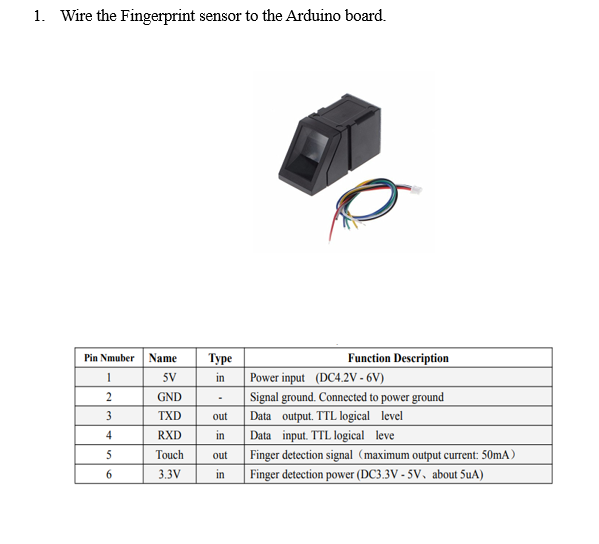 1. Wire the Fingerprint sensor to the Arduino board.
Pin Nmuber Name Type Function Description
1 5V in Power input (DC4.2V - 6V)
2 GND - Signal ground. Connected to power ground
3 TXD out Data output. TTL logical level
4 RXD in Data input. TTL logical leve
5 Touch out Finger detection signal（maximum output current: 50mA）
6 3.3V in Finger detection power (DC3.3V - 5V、about 5uA)